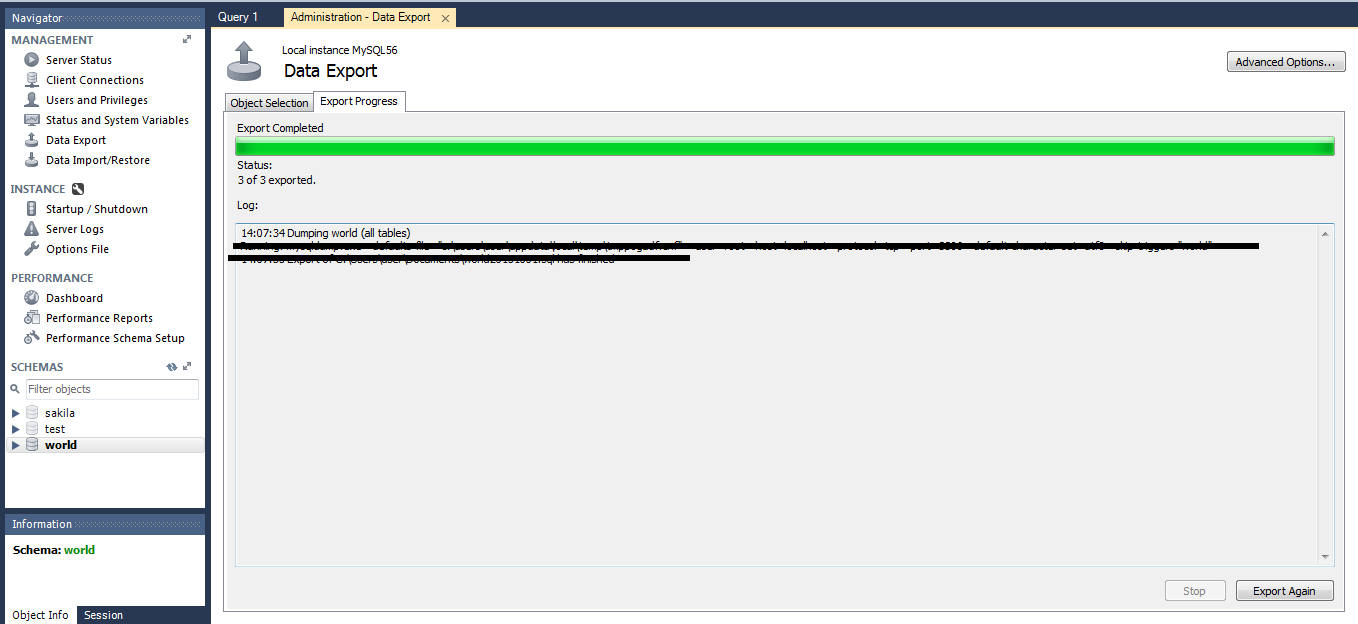 Navigator
MANAGEMENT
Server Status
Client Connections
Users and Privileges
Status and System Variables
Data Export
Data Import/Restore
INSTANCE
Startup / Shutdown
Server Logs
Options File
PERFORMANCE
Dashboard
Performance Reports
Performance Schema Setup
SCHEMAS
Filter objects
sakila
test
world
Information
Schema: world
Object Info Session
Query 1 Administration - Data Export
Local instance MySQL56
Data Export
Advanced Options...
Object Selection Export Progress
Export Completed
Status:
3 of 3 exported.
Log:
14:07:34 Dumping world (all tables)
Stop Export Again